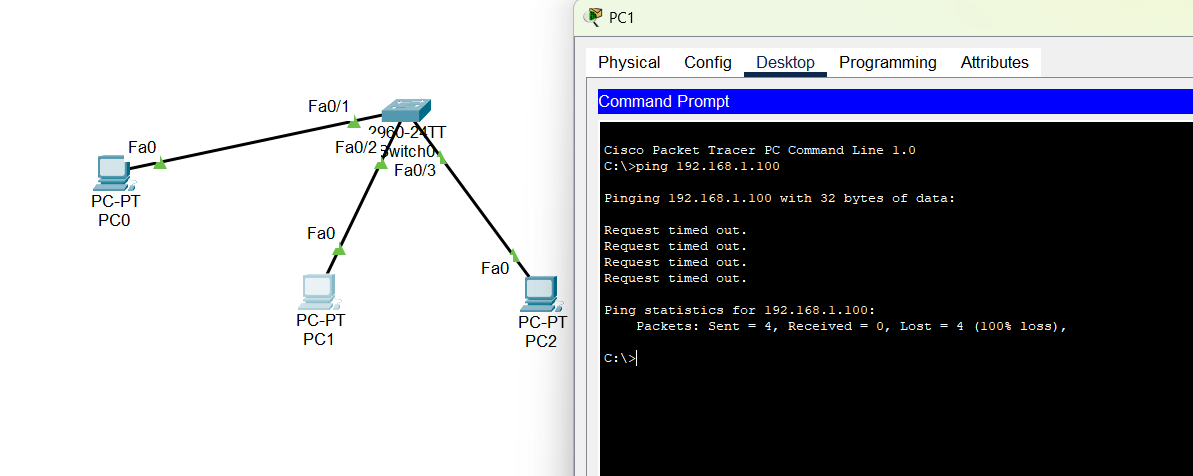 PC1
Physical Config Desktop Programming Attributes
Command Prompt
Cisco Packet Tracer PC Command Line 1.0
C:\>ping 192.168.1.100
Pinging 192.168.1.100 with 32 bytes of data:
Request timed out.
Request timed out.
Request timed out.
Request timed out.
Ping statistics for 192.168.1.100:
Packets: Sent = 4, Received = 0, Lost = 4 (100% loss),
C:\>
Fa0/1
2960-24TT
Fa0/2 Switch0
Fa0/3
Fa0
PC-PT
PC0
Fa0
PC-PT
PC1
Fa0
PC-PT
PC2